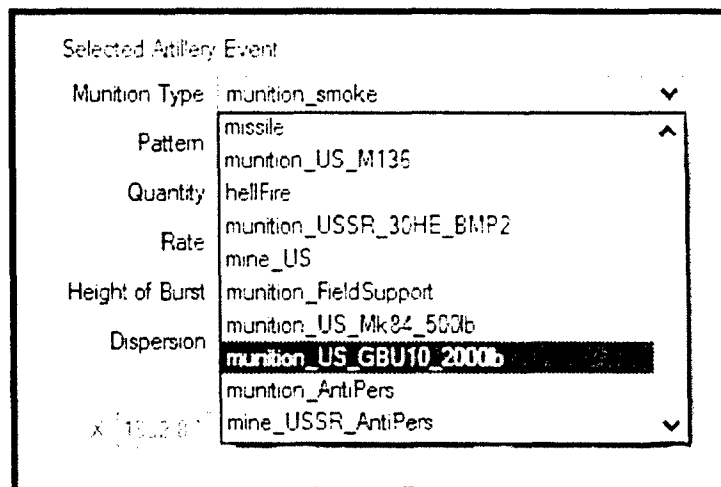 Selected Artillery Event
Munition Type munition_smoke
missile
Pattern
munition_US_M136
Quantity hellFire
munition_USSR_30HE_BMP2
Rate
mine_US
Height of Burst munition_FieldSupport
munition_US_Mk84_500lb
Dispersion
munition_US_GBU10_2000lb
munition_AntiPers
X
mine_USSR_AntiPers